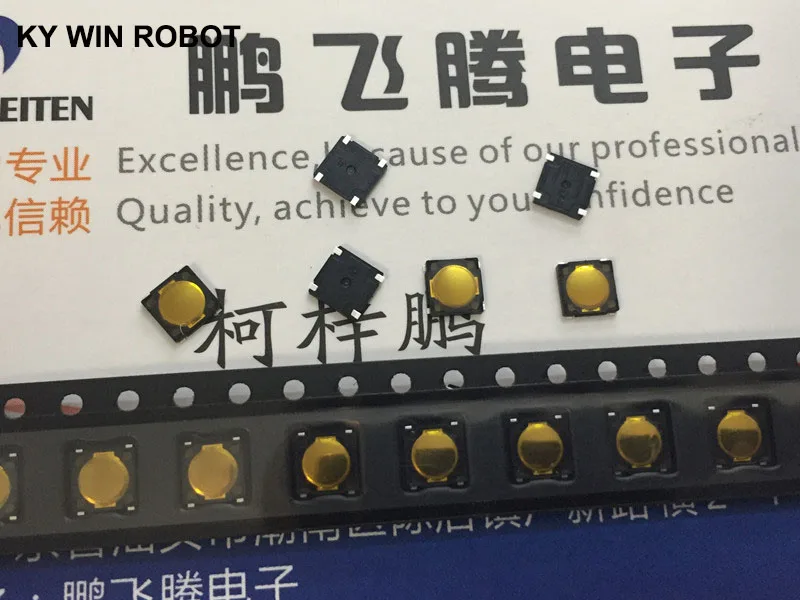 KY WIN ROBOT
鹏飞腾电子
EITEN
专业
Excellence, because of our professional
信赖
Quality, achieve to you confidence
柯梓鹏
鹏飞腾电子